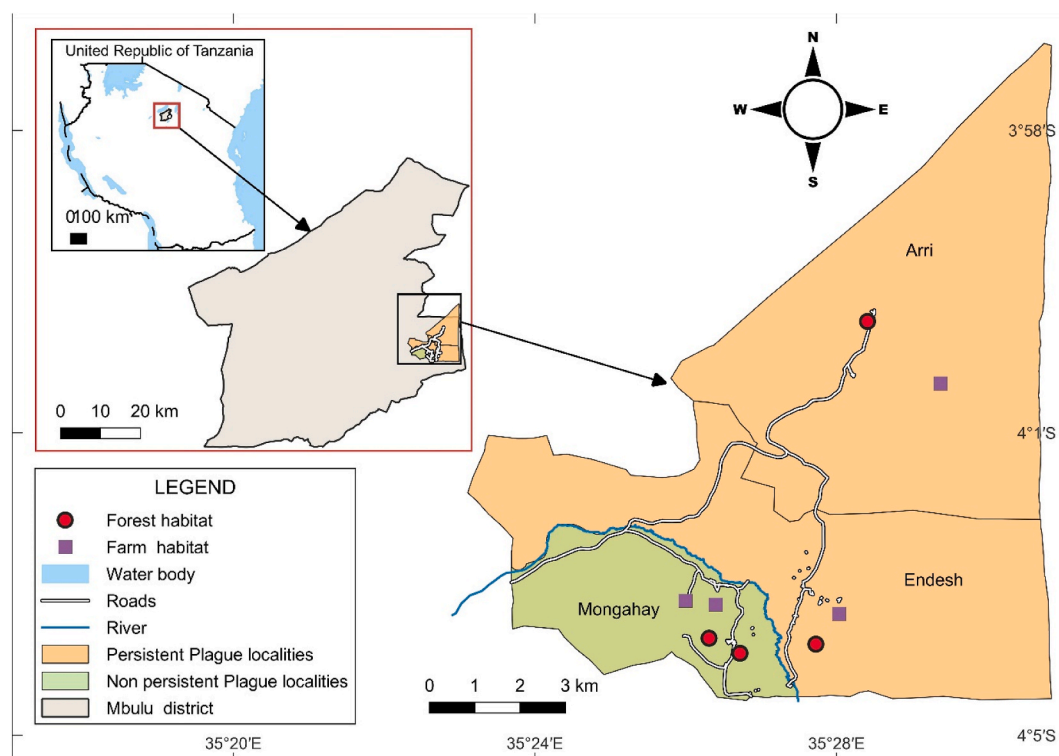 United Republic of Tanzania
0100 km
0 10 20 km
N
W E
S
3°58'S
Arri
4°1'S
LEGEND
Forest habitat
Farm habitat
Water body
Roads
River
Persistent Plague localities
Non persistent Plague localities
Mbulu district
Endesh
Mongahay
0 1 2 3 km
4°5'S
35°20'E 35°24'E 35°28'E